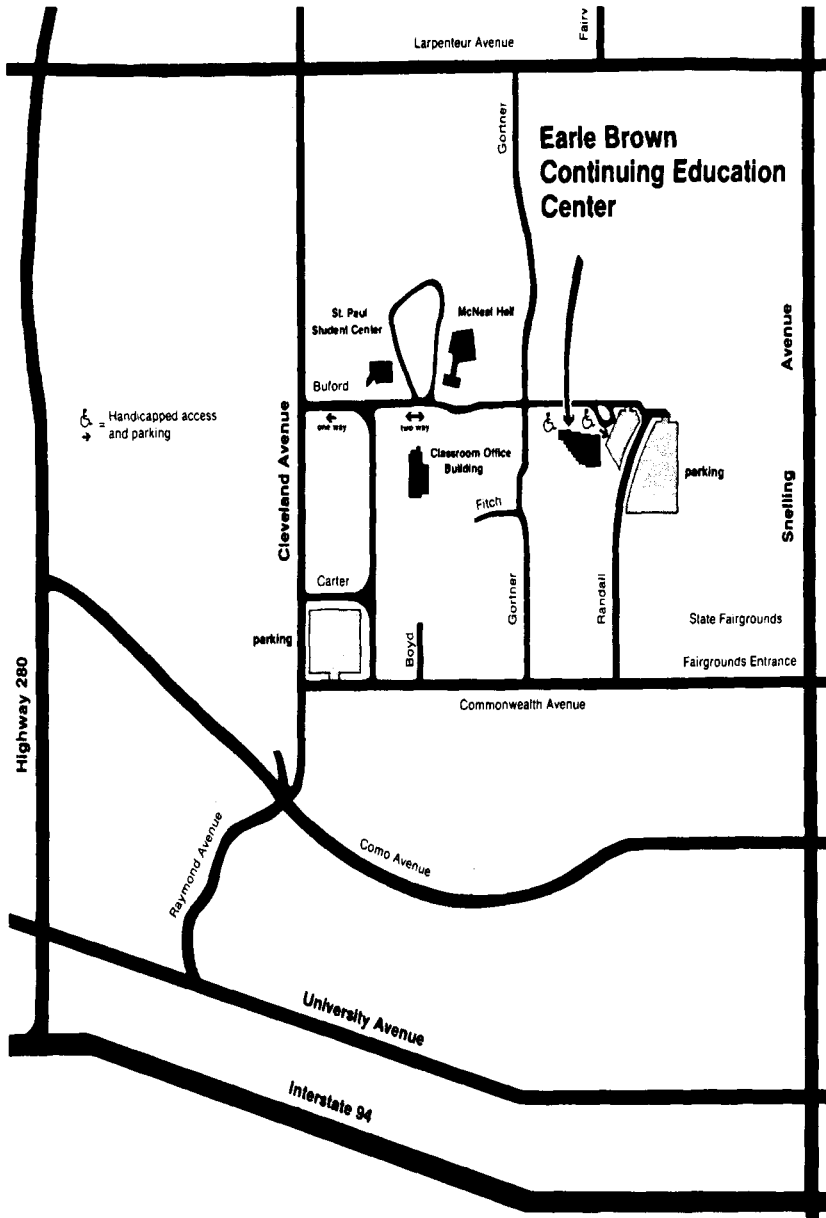 Fairv
Larpenteur Avenue
Gortner
Earle Brown
Continuing Education
Center
St. Paul
Student Center
McNeal Hall
Avenue
Buford
= Handicapped access
and parking
one way
two way
Cleveland Avenue
Classroom Office
Building
parking
Snelling
Fitch
Carter
Randall
Gortner
State Fairgrounds
parking
Boyd
Fairgrounds Entrance
Commonwealth Avenue
Highway 280
Raymond Avenue
Como Avenue
University Avenue
Interstate 94